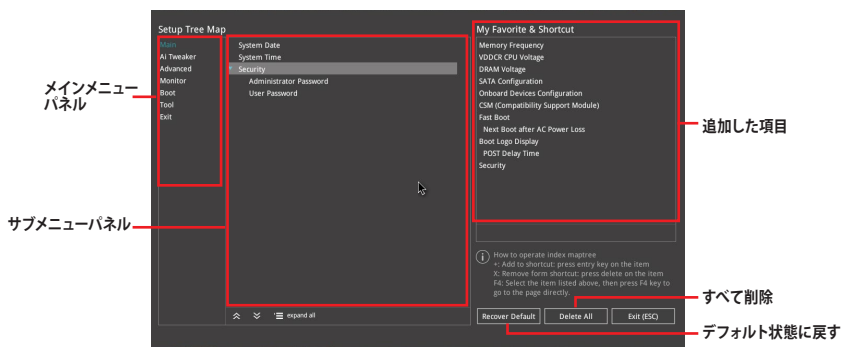 Setup Tree Map
Main
Ai Tweaker
Advanced
Monitor
Boot
Tool
Exit
System Date
System Time
Security
Administrator Password
User Password
expand all
My Favorite & Shortcut
Memory Frequency
VDDCR CPU Voltage
DRAM Voltage
SATA Configuration
Onboard Devices Configuration
CSM (Compatibility Support Module)
Fast Boot
Next Boot after AC Power Loss
Boot Logo Display
POST Delay Time
Security
How to operate index maptree
+: Add to shortcut: press entry key on the item
X: Remove form shortcut: press delete on the item
F4: Select the item listed above, then press F4 key to
go to the page directly.
Recover Default
Delete All
Exit (ESC)
メインメニュー
パネル
サブメニューパネル
追加した項目
すべて削除
デフォルト状態に戻す